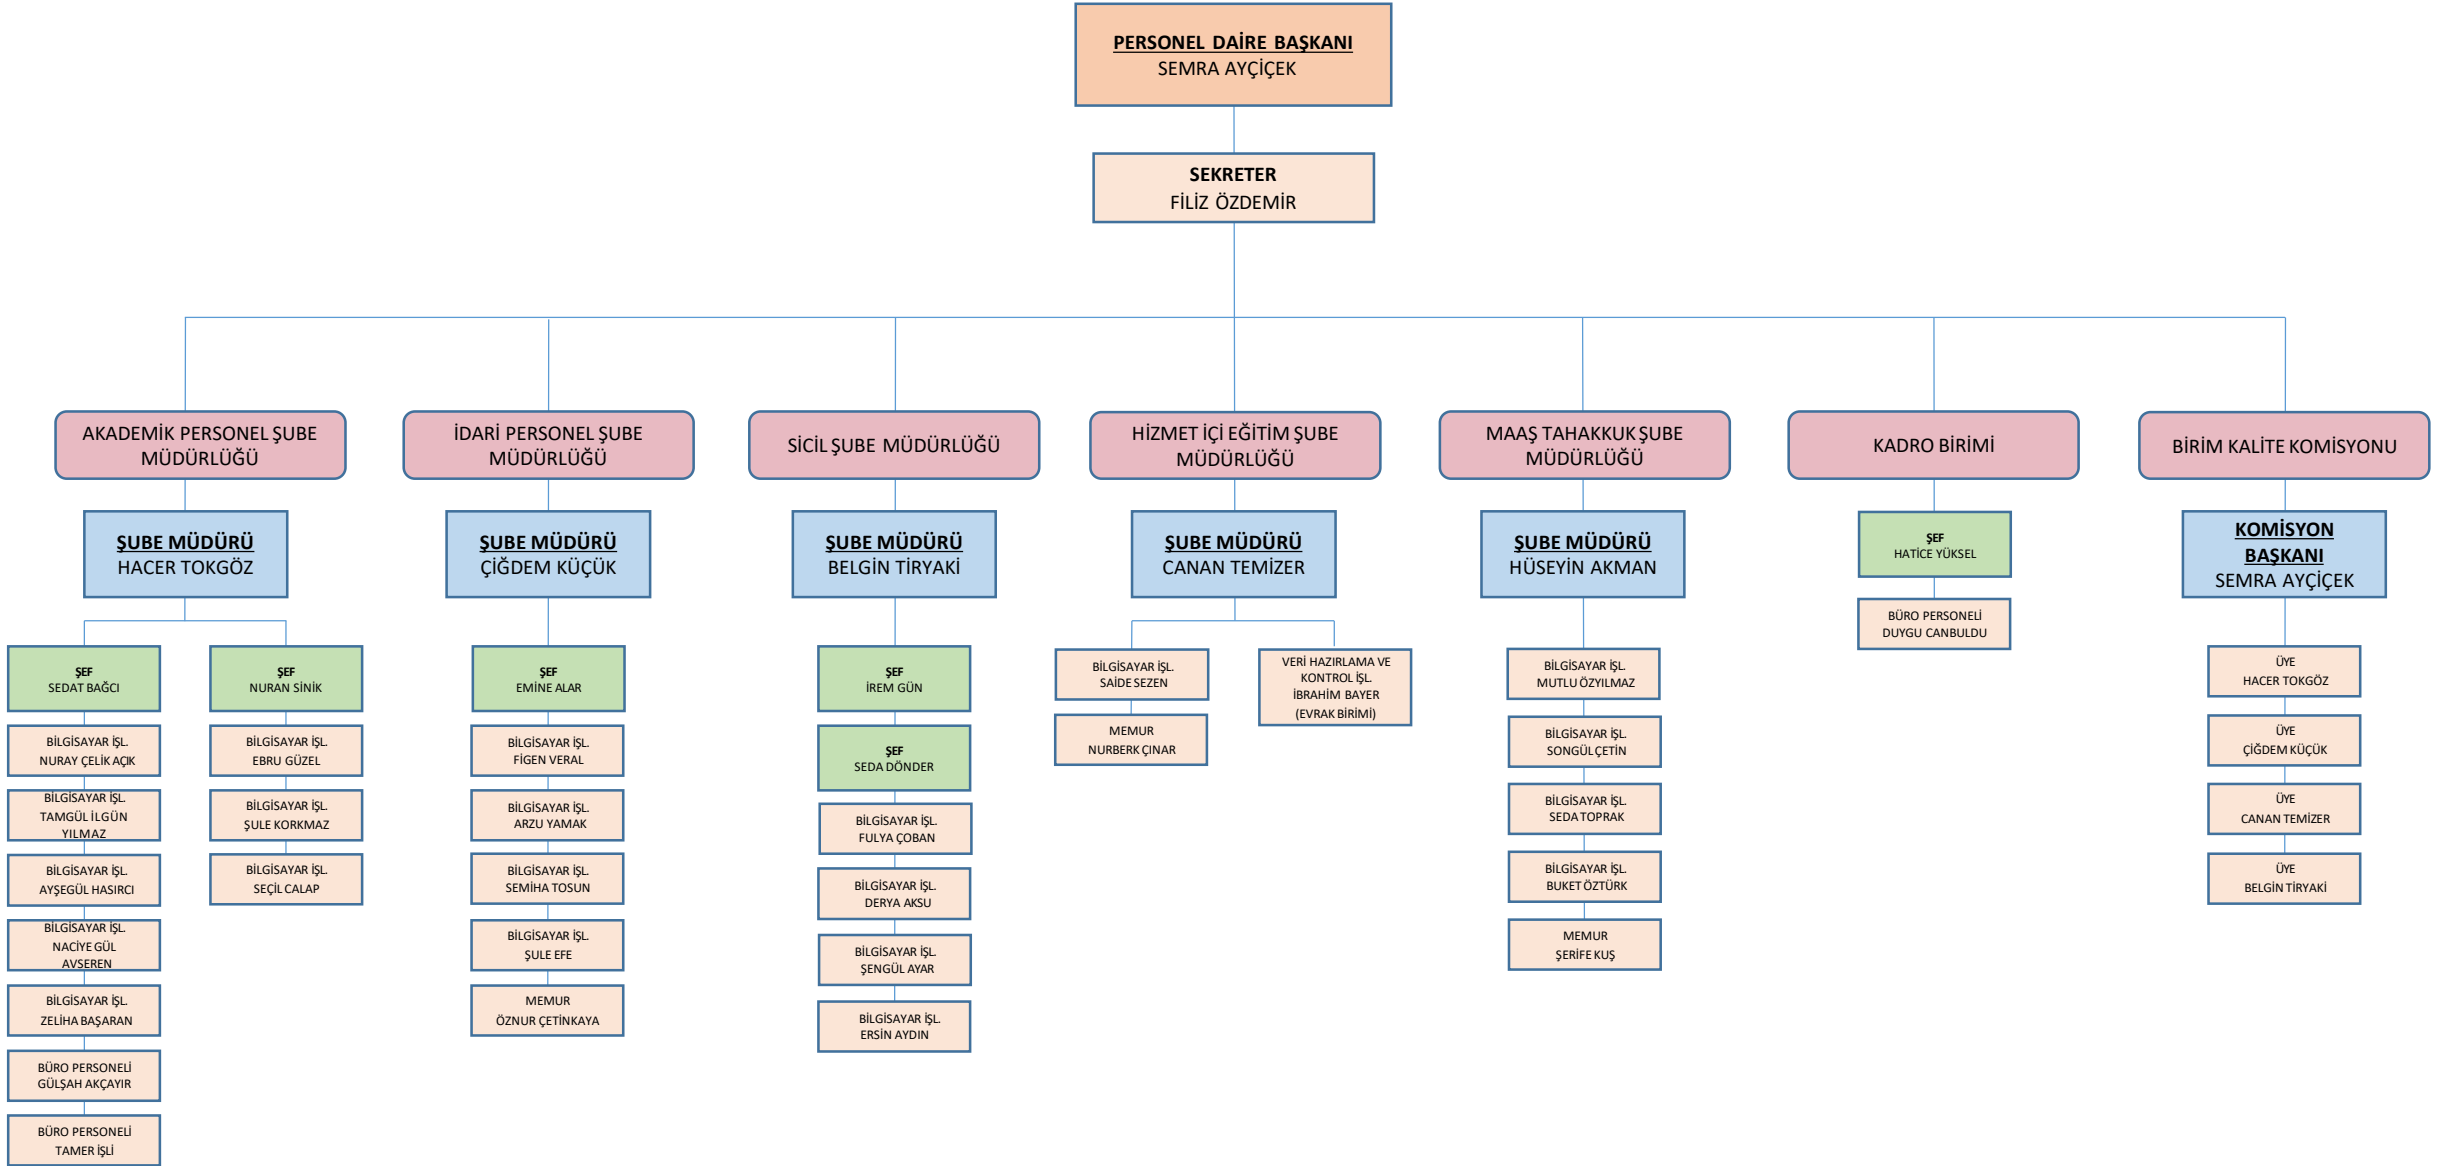 PERSONEL DAİRE BAŞKANI
SEMRA AYÇİÇEK
SEKRETER
FİLİZ ÖZDEMİR
AKADEMİK PERSONEL ŞUBE
MÜDÜRLÜĞÜ
ŞUBE MÜDÜRÜ
HACER TOKGÖZ
ŞEF
SEDAT BAĞCI
BİLGİSAYAR İŞL.
NURAY ÇELİK AÇIK
BİLGİSAYAR İŞL.
TAMGÜL İLGÜN
YILMAZ
BİLGİSAYAR İŞL.
AYŞEGÜL HASIRCI
BİLGİSAYAR İŞL.
NACİYE GÜL
AVSEREN
BİLGİSAYAR İŞL.
ZELİHA BAŞARAN
BÜRO PERSONELİ
GÜLŞAH AKÇAYIR
BÜRO PERSONELİ
TAMER İŞLİ
ŞEF
NURAN SİNİK
BİLGİSAYAR İŞL.
EBRU GÜZEL
BİLGİSAYAR İŞL.
ŞULE KORKMAZ
BİLGİSAYAR İŞL.
SEÇİL CALAP
İDARİ PERSONEL ŞUBE
MÜDÜRLÜĞÜ
ŞUBE MÜDÜRÜ
ÇİĞDEM KÜÇÜK
ŞEF
EMİNE ALAR
BİLGİSAYAR İŞL.
FİGEN VERAL
BİLGİSAYAR İŞL.
ARZU YAMAK
BİLGİSAYAR İŞL.
SEMİHA TOSUN
BİLGİSAYAR İŞL.
ŞULE EFE
MEMUR
ÖZNUR ÇETİNKAYA
SİCİL ŞUBE MÜDÜRLÜĞÜ
ŞUBE MÜDÜRÜ
BELGİN TİRYAKİ
ŞEF
İREM GÜN
ŞEF
SEDA DÖNDER
BİLGİSAYAR İŞL.
FULYA ÇOBAN
BİLGİSAYAR İŞL.
DERYA AKSU
BİLGİSAYAR İŞL.
ŞENGÜL AYAR
BİLGİSAYAR İŞL.
ERSİN AYDIN
HİZMET İÇİ EĞİTİM ŞUBE
MÜDÜRLÜĞÜ
ŞUBE MÜDÜRÜ
CANAN TEMİZER
BİLGİSAYAR İŞL.
SAİDE SEZEN
MEMUR
NURBERK ÇINAR
VERİ HAZIRLAMA VE
KONTROL İŞL.
İBRAHİM BAYER
(EVRAK BİRİMİ)
MAAŞ TAHAKKUK ŞUBE
MÜDÜRLÜĞÜ
ŞUBE MÜDÜRÜ
HÜSEYİN AKMAN
BİLGİSAYAR İŞL.
MUTLU ÖZYILMAZ
BİLGİSAYAR İŞL.
SONGÜL ÇETİN
BİLGİSAYAR İŞL.
SEDA TOPRAK
BİLGİSAYAR İŞL.
BUKET ÖZTÜRK
MEMUR
ŞERİFE KUŞ
KADRO BİRİMİ
ŞEF
HATİCE YÜKSEL
BÜRO PERSONELİ
DUYGU CANBULDU
BİRİM KALİTE KOMİSYONU
KOMİSYON
BAŞKANI
SEMRA AYÇİÇEK
ÜYE
HACER TOKGÖZ
ÜYE
ÇİĞDEM KÜÇÜK
ÜYE
CANAN TEMİZER
ÜYE
BELGİN TİRYAKİ